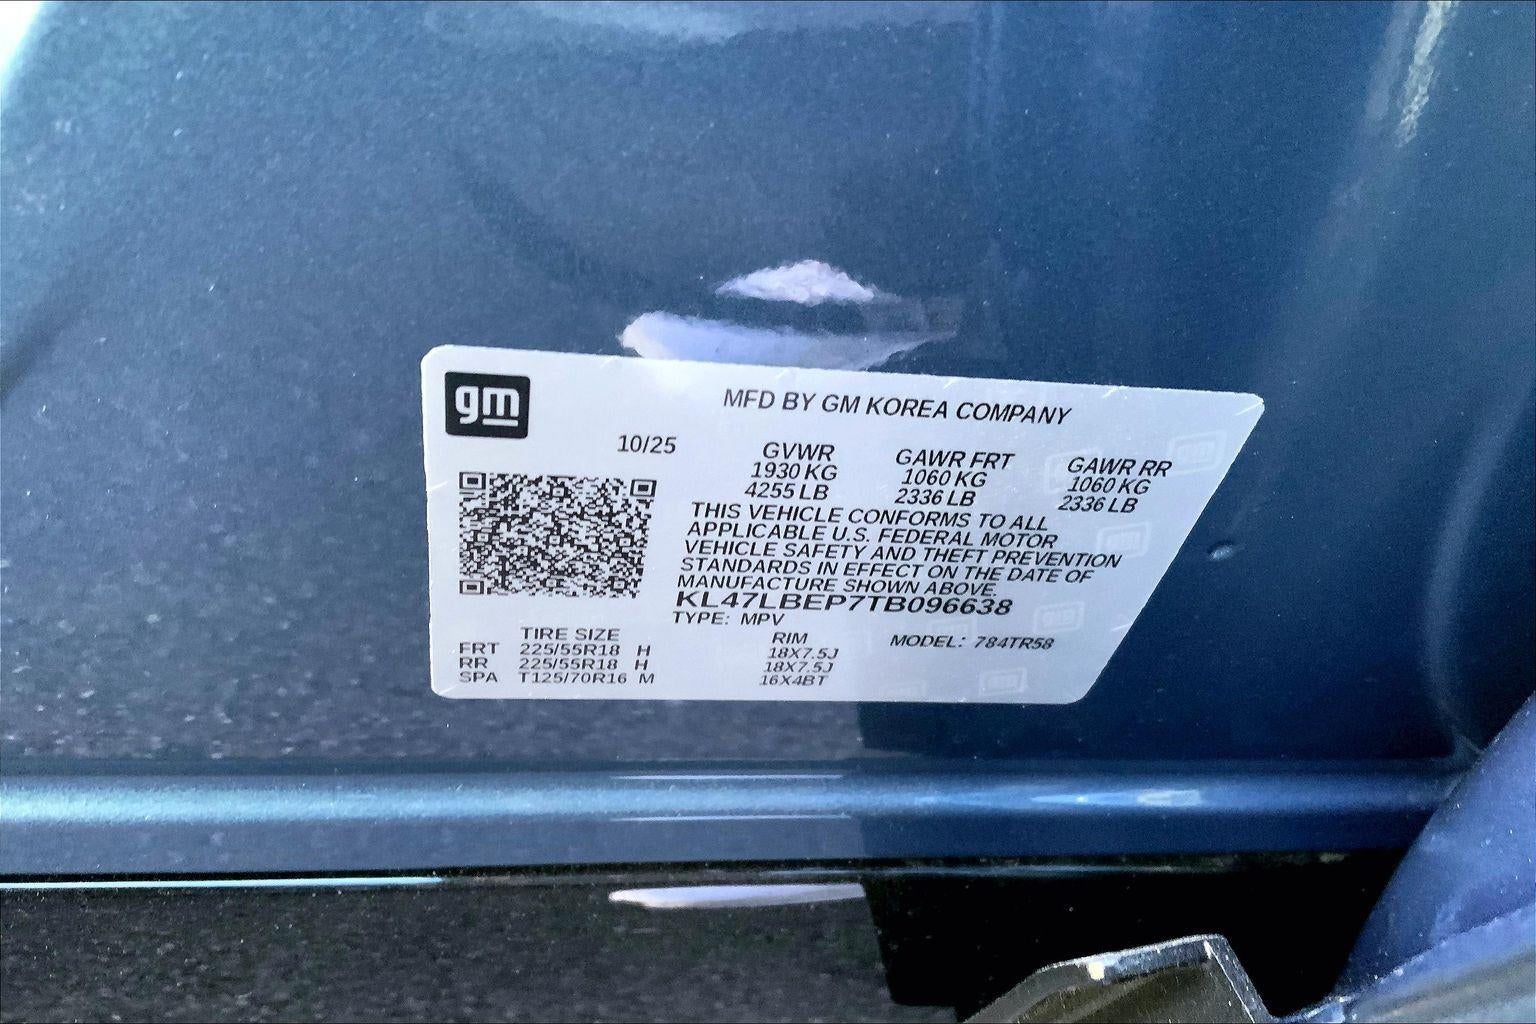 gm
MFD BY GM KOREA COMPANY
10/25 GVWR GAWR FRT GAWR RR
1930 KG 1060 KG 1060 KG
4255 LB 2336 LB 2336 LB
THIS VEHICLE CONFORMS TO ALL
APPLICABLE U.S. FEDERAL MOTOR
VEHICLE SAFETY AND THEFT PREVENTION
STANDARDS IN EFFECT ON THE DATE OF
MANUFACTURE SHOWN ABOVE.
KL47LBEP7TB096638
TYPE: MPV
TIRE SIZE RIM MODEL: 784TR58
FRT 225/55R18 H 18X7.5J
RR 225/55R18 H 18X7.5J
SPA T125/70R16 M 16X4BT